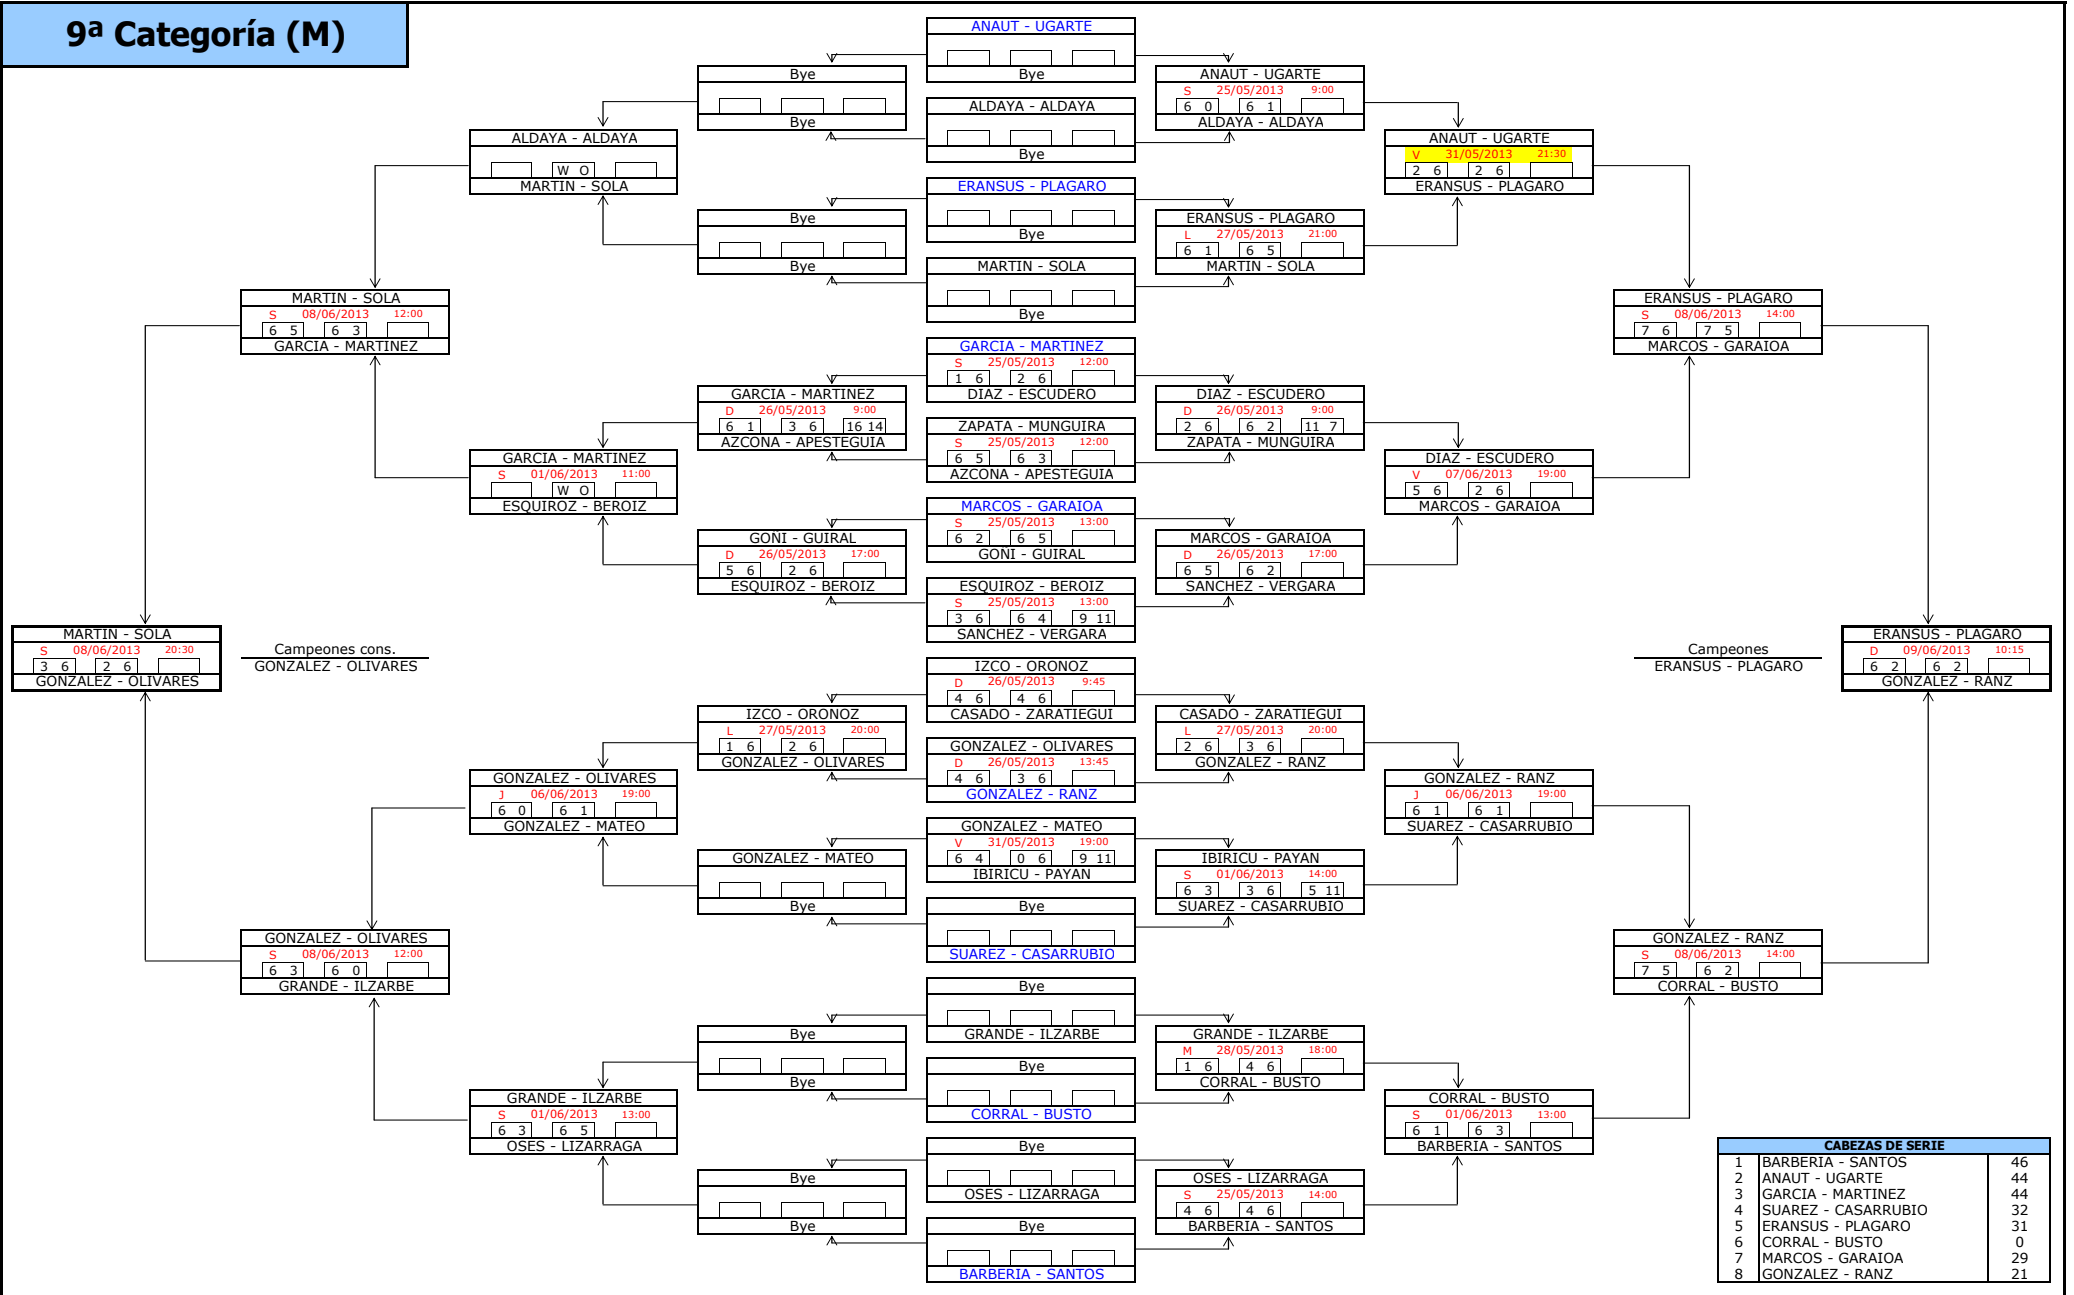 9ª Categoría (M)
ANAUT - UGARTE
Bye
ALDAYA - ALDAYA
Bye
ERANSUS - PLAGARO
Bye
MARTIN - SOLA
Bye
GARCIA - MARTINEZ
S 25/05/2013 12:00
1 6 2 6
DIAZ - ESCUDERO
ZAPATA - MUNGUIRA
S 25/05/2013 12:00
6 5 6 3
AZCONA - APESTEGUIA
MARCOS - GARAIOA
S 25/05/2013 13:00
6 2 6 5
GOÑI - GUIRAL
ESQUIROZ - BEROIZ
S 25/05/2013 13:00
3 6 6 4 9 11
SANCHEZ - VERGARA
IZCO - ORONOZ
D 26/05/2013 9:45
4 6 4 6
CASADO - ZARATIEGUI
GONZALEZ - OLIVARES
D 26/05/2013 13:45
4 6 3 6
GONZALEZ - RANZ
GONZALEZ - MATEO
V 31/05/2013 19:00
6 4 0 6 9 11
IBIRICU - PAYAN
Bye
SUAREZ - CASARRUBIO
Bye
GRANDE - ILZARBE
Bye
CORRAL - BUSTO
Bye
OSES - LIZARRAGA
Bye
BARBERIA - SANTOS
Bye
Bye
Bye
Bye
GARCIA - MARTINEZ
D 26/05/2013 9:00
6 1 3 6 16 14
AZCONA - APESTEGUIA
GOÑI - GUIRAL
D 26/05/2013 17:00
5 6 2 6
ESQUIROZ - BEROIZ
IZCO - ORONOZ
L 27/05/2013 20:00
1 6 2 6
GONZALEZ - OLIVARES
GONZALEZ - MATEO
Bye
Bye
Bye
Bye
Bye
ALDAYA - ALDAYA
W O
MARTIN - SOLA
GARCIA - MARTINEZ
S 01/06/2013 11:00
W O
ESQUIROZ - BEROIZ
GONZALEZ - OLIVARES
J 06/06/2013 19:00
6 0 6 1
GONZALEZ - MATEO
GRANDE - ILZARBE
S 01/06/2013 13:00
6 3 6 5
OSES - LIZARRAGA
MARTIN - SOLA
S 08/06/2013 12:00
6 5 6 3
GARCIA - MARTINEZ
GONZALEZ - OLIVARES
S 08/06/2013 12:00
6 3 6 0
GRANDE - ILZARBE
MARTIN - SOLA
S 08/06/2013 20:30
3 6 2 6
GONZALEZ - OLIVARES
Campeones cons.
GONZALEZ - OLIVARES
ANAUT - UGARTE
S 25/05/2013 9:00
6 0 6 1
ALDAYA - ALDAYA
ERANSUS - PLAGARO
L 27/05/2013 21:00
6 1 6 5
MARTIN - SOLA
DIAZ - ESCUDERO
D 26/05/2013 9:00
2 6 6 2 11 7
ZAPATA - MUNGUIRA
MARCOS - GARAIOA
D 26/05/2013 17:00
6 5 6 2
SANCHEZ - VERGARA
CASADO - ZARATIEGUI
L 27/05/2013 20:00
2 6 3 6
GONZALEZ - RANZ
IBIRICU - PAYAN
S 01/06/2013 14:00
6 3 3 6 5 11
SUAREZ - CASARRUBIO
GRANDE - ILZARBE
M 28/05/2013 18:00
1 6 4 6
CORRAL - BUSTO
OSES - LIZARRAGA
S 25/05/2013 14:00
4 6 4 6
BARBERIA - SANTOS
ANAUT - UGARTE
V 31/05/2013 21:30
2 6 2 6
ERANSUS - PLAGARO
DIAZ - ESCUDERO
V 07/06/2013 19:00
5 6 2 6
MARCOS - GARAIOA
GONZALEZ - RANZ
J 06/06/2013 19:00
6 1 6 1
SUAREZ - CASARRUBIO
CORRAL - BUSTO
S 01/06/2013 13:00
6 1 6 3
BARBERIA - SANTOS
ERANSUS - PLAGARO
S 08/06/2013 14:00
7 6 7 5
MARCOS - GARAIOA
GONZALEZ - RANZ
S 08/06/2013 14:00
7 5 6 2
CORRAL - BUSTO
Campeones
ERANSUS - PLAGARO
ERANSUS - PLAGARO
D 09/06/2013 10:15
6 2 6 2
GONZALEZ - RANZ
CABEZAS DE SERIE
1 BARBERIA - SANTOS 46
2 ANAUT - UGARTE 44
3 GARCIA - MARTINEZ 44
4 SUAREZ - CASARRUBIO 32
5 ERANSUS - PLAGARO 31
6 CORRAL - BUSTO 0
7 MARCOS - GARAIOA 29
8 GONZALEZ - RANZ 21